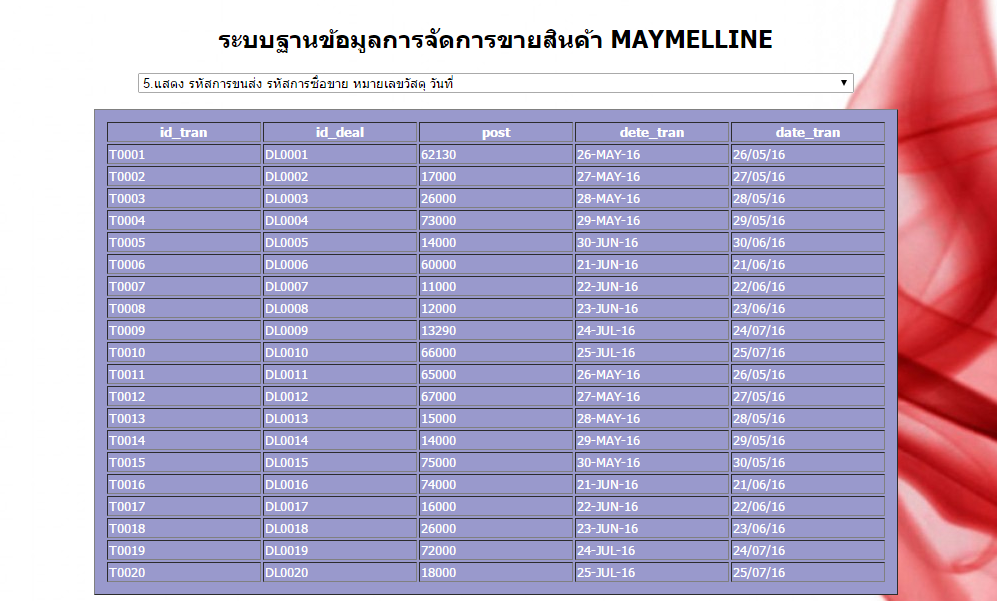 ระบบฐานข้อมูลการจัดการขายสินค้า MAYMELLINE
5.แสดง รหัสการขนส่ง รหัสการซื้อขาย หมายเลขวัสดุ วันที่
id_tran id_deal post dete_tran date_tran
T0001 DL0001 62130 26-MAY-16 26/05/16
T0002 DL0002 17000 27-MAY-16 27/05/16
T0003 DL0003 26000 28-MAY-16 28/05/16
T0004 DL0004 73000 29-MAY-16 29/05/16
T0005 DL0005 14000 30-JUN-16 30/06/16
T0006 DL0006 60000 21-JUN-16 21/06/16
T0007 DL0007 11000 22-JUN-16 22/06/16
T0008 DL0008 12000 23-JUN-16 23/06/16
T0009 DL0009 13290 24-JUL-16 24/07/16
T0010 DL0010 66000 25-JUL-16 25/07/16
T0011 DL0011 65000 26-MAY-16 26/05/16
T0012 DL0012 67000 27-MAY-16 27/05/16
T0013 DL0013 15000 28-MAY-16 28/05/16
T0014 DL0014 14000 29-MAY-16 29/05/16
T0015 DL0015 75000 30-MAY-16 30/05/16
T0016 DL0016 74000 21-JUN-16 21/06/16
T0017 DL0017 16000 22-JUN-16 22/06/16
T0018 DL0018 26000 23-JUN-16 23/06/16
T0019 DL0019 72000 24-JUL-16 24/07/16
T0020 DL0020 18000 25-JUL-16 25/07/16